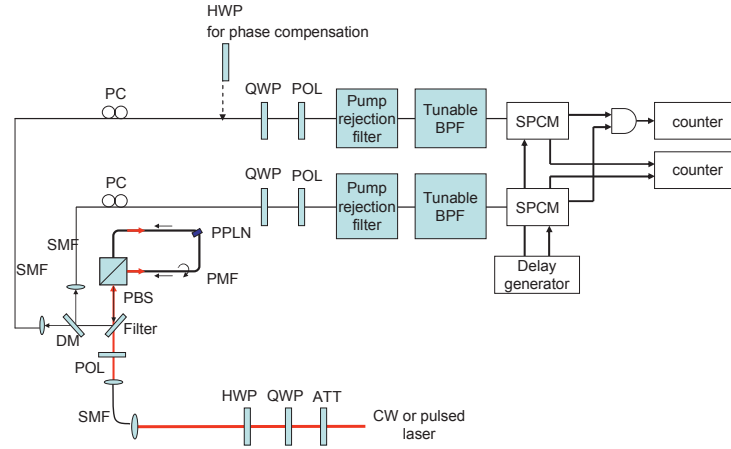 HWP
for phase compensation
PC
QWP
POL
Pump
rejection
filter
Tunable
BPF
SPCM
counter
counter
PC
QWP
POL
Pump
rejection
filter
Tunable
BPF
SPCM
SMF
SMF
PPLN
PMF
PBS
Delay
generator
DM
Filter
POL
SMF
HWP
QWP
ATT
CW or pulsed
laser